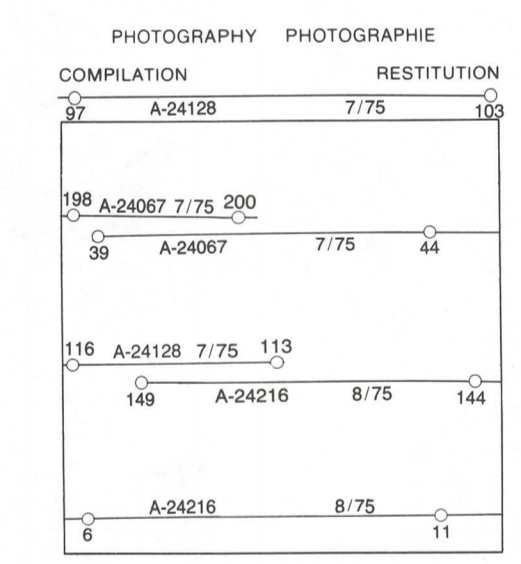 PHOTOGRAPHY PHOTOGRAPHIE
COMPILATION RESTITUTION
97 A-24128 7/75 103
198 A-24067 7/75 200
39 A-24067 7/75 44
116 A-24128 7/75 113
149 A-24216 8/75 144
A-24216 8/75
6 11